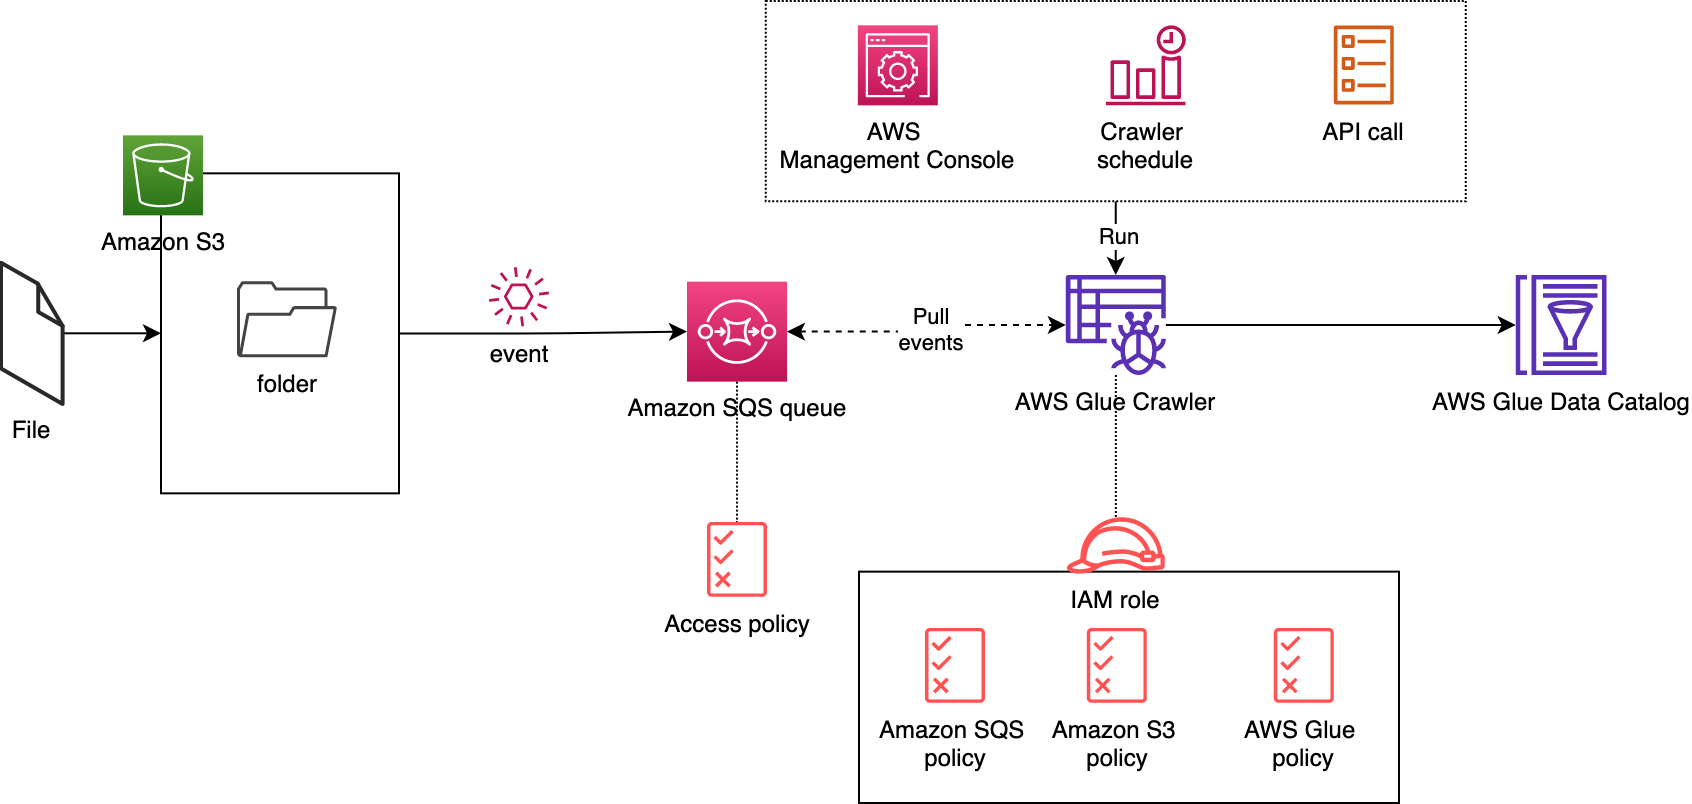 AWS
Management Console
Crawler
schedule
API call
Run
Amazon S3
folder
File
event
Amazon SQS queue
Pull
events
AWS Glue Crawler
AWS Glue Data Catalog
Access policy
IAM role
Amazon SQS
policy
Amazon S3
policy
AWS Glue
policy